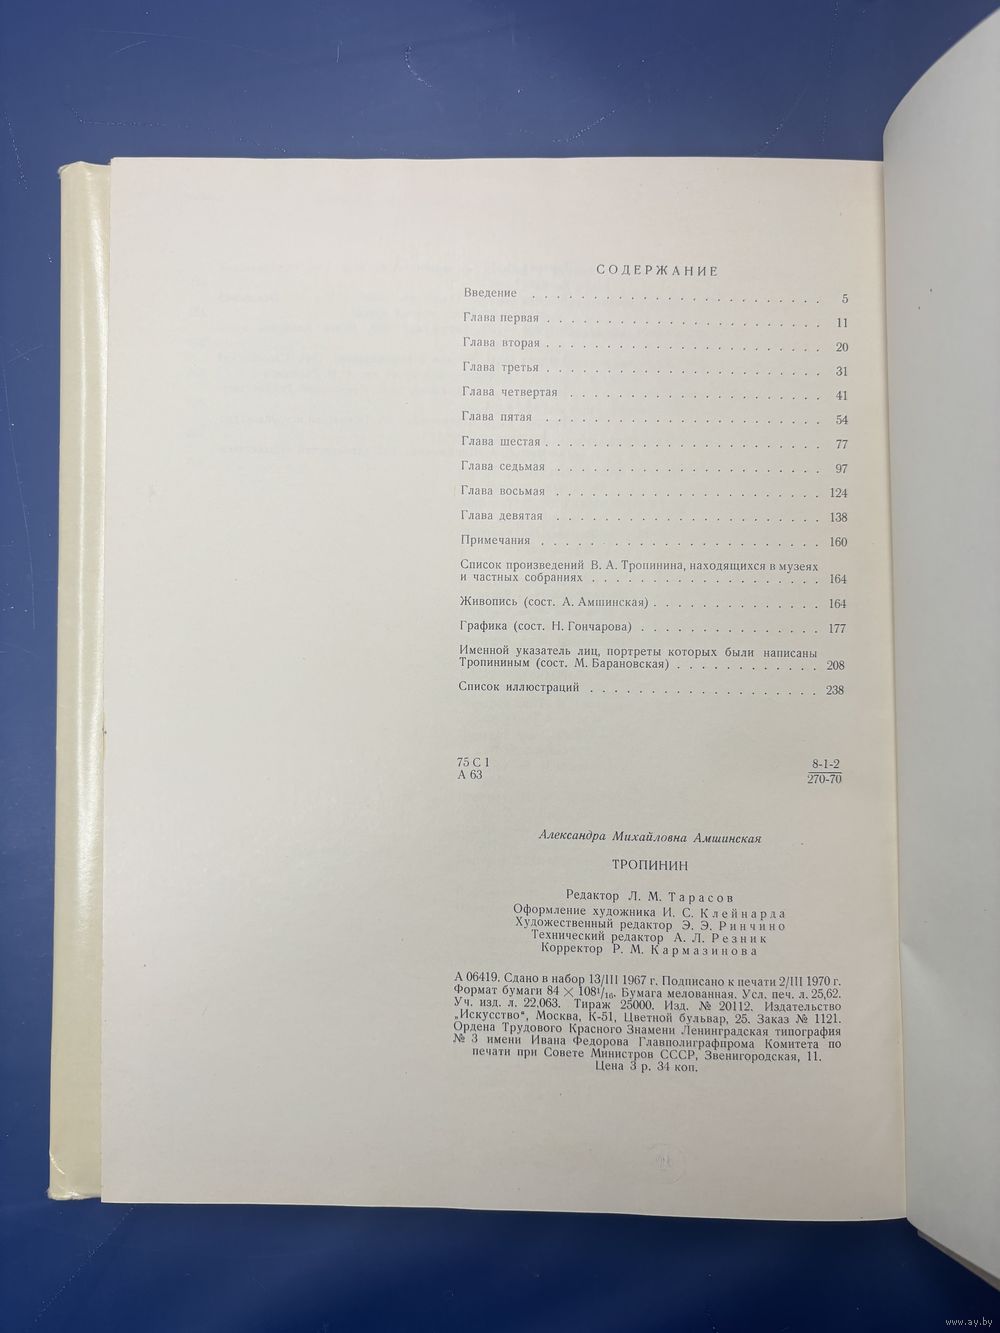 СОДЕРЖАНИЕ
Введение . . . . . . . . . . . . . . . . . . . . . . . . 5
Глава первая . . . . . . . . . . . . . . . . . . . . . . . 11
Глава вторая . . . . . . . . . . . . . . . . . . . . . . . 20
Глава третья . . . . . . . . . . . . . . . . . . . . . . . 31
Глава четвертая . . . . . . . . . . . . . . . . . . . . . 41
Глава пятая . . . . . . . . . . . . . . . . . . . . . . . 54
Глава шестая . . . . . . . . . . . . . . . . . . . . . . . 77
Глава седьмая . . . . . . . . . . . . . . . . . . . . . . 97
Глава восьмая . . . . . . . . . . . . . . . . . . . . . . 124
Глава девятая . . . . . . . . . . . . . . . . . . . . . . 138
Примечания . . . . . . . . . . . . . . . . . . . . . . . 160
Список произведений В. А. Тропинина, находящихся в музеях
и частных собраниях . . . . . . . . . . . . . . . . . . . 164
Живопись (сост. А. Амшинская) . . . . . . . . . . . . . . 164
Графика (сост. Н. Гончарова) . . . . . . . . . . . . . . . 177
Именной указатель лиц, портреты которых были написаны
Тропининым (сост. М. Барановская) . . . . . . . . . . . . 208
Список иллюстраций . . . . . . . . . . . . . . . . . . . 238
75 С 1 8-1-2
А 63 270-70
Александра Михайловна Амшинская
ТРОПИНИН
Редактор Л. М. Тарасов
Оформление художника И. С. Клейнарда
Художественный редактор Э. Э. Ринчино
Технический редактор А. Л. Резник
Корректор Р. М. Кармазинова
А 06419. Сдано в набор 13/III 1967 г. Подписано к печати 2/III 1970 г.
Формат бумаги 84 × 108¹/₁₆. Бумага мелованная. Усл. печ. л. 25,62.
Уч. изд. л. 22,063. Тираж 25000. Изд. № 20112. Издательство
„Искусство“, Москва, К-51, Цветной бульвар, 25. Заказ № 1121.
Ордена Трудового Красного Знамени Ленинградская типография
№ 3 имени Ивана Федорова Главполиграфпрома Комитета по
печати при Совете Министров СССР, Звенигородская, 11.
Цена 3 р. 34 коп.
www.ay.by